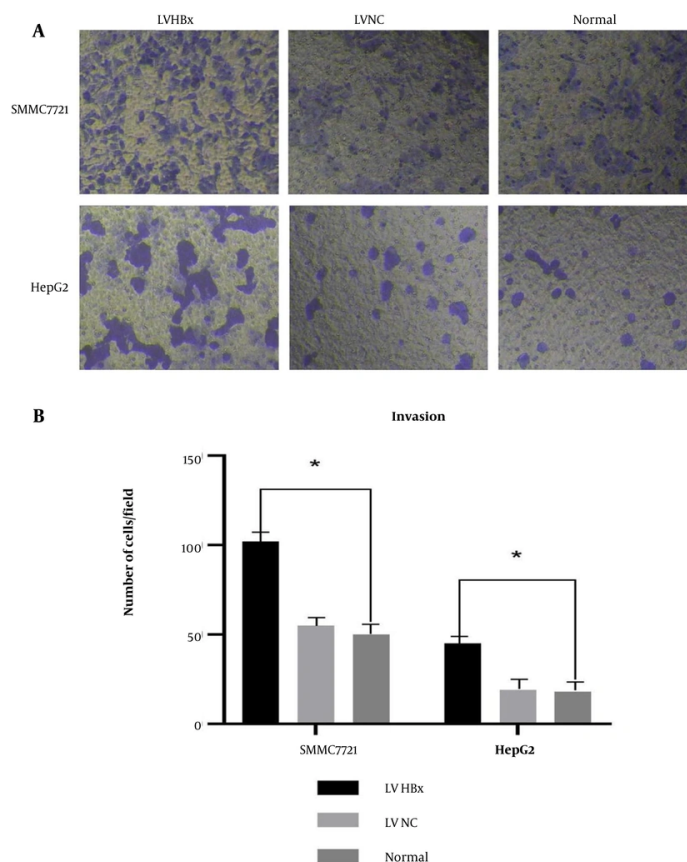 A
LVHBx
LVNC
Normal
SMMC7721
HepG2
B
Invasion
Number of cells/field
150
100
50
0
*
*
SMMC7721
HepG2
LV HBx
LV NC
Normal